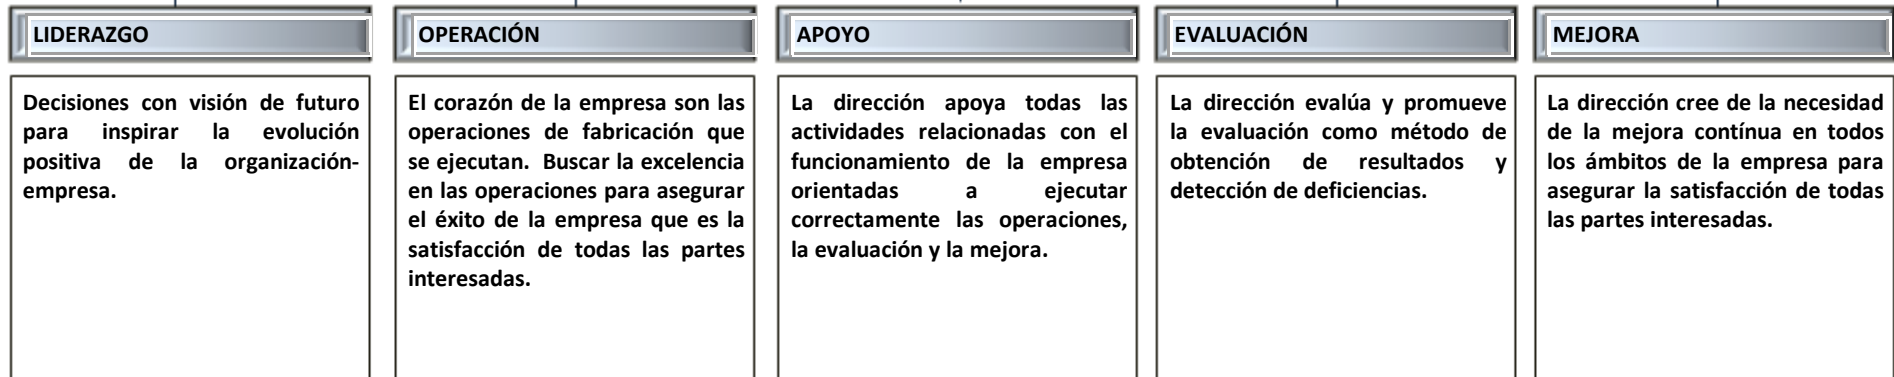 LIDERAZGO
Decisiones con visión de futuro
para inspirar la evolución
positiva de la organización-
empresa.
OPERACIÓN
El corazón de la empresa son las
operaciones de fabricación que
se ejecutan. Buscar la excelencia
en las operaciones para asegurar
el éxito de la empresa que es la
satisfacción de todas las partes
interesadas.
APOYO
La dirección apoya todas las
actividades relacionadas con el
funcionamiento de la empresa
orientadas a ejecutar
correctamente las operaciones,
la evaluación y la mejora.
EVALUACIÓN
La dirección evalúa y promueve
la evaluación como método de
obtención de resultados y
detección de deficiencias.
MEJORA
La dirección cree de la necesidad
de la mejora contínua en todos
los ámbitos de la empresa para
asegurar la satisfacción de todas
las partes interesadas.